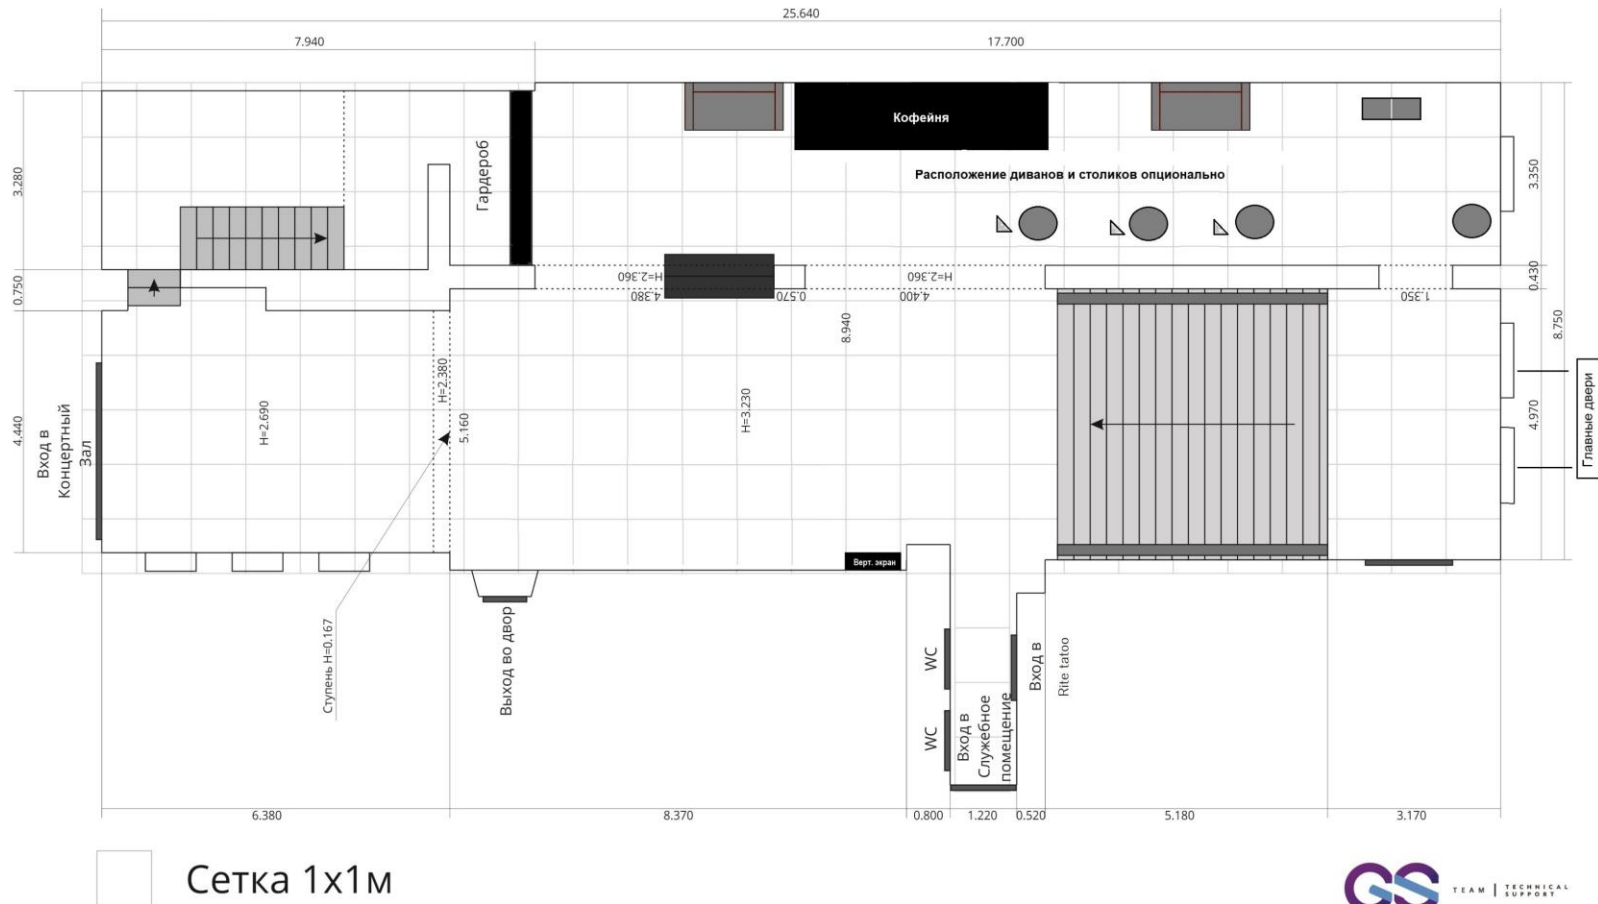 25.640
7.940
17.700
Кофейня
Расположение диванов и столиков опционально
Гардероб
3.280
0.750
4.440
3.350
0.430
8.750
4.970
H=2.360
4.380
0.570
H=2.360
4.400
1.350
8.940
H=2.380
5.160
H=2.690
H=3.230
Вход в
Концертный
Зал
Главные двери
Верт. экран
Ступень H=0.167
Выход во двор
WC
WC
Вход в
Служебное
помещение
Вход в
Rite tatoo
6.380
8.370
0.800
1.220
0.520
5.180
3.170
Сетка 1х1м
GS
TEAM
TECHNICAL
SUPPORT